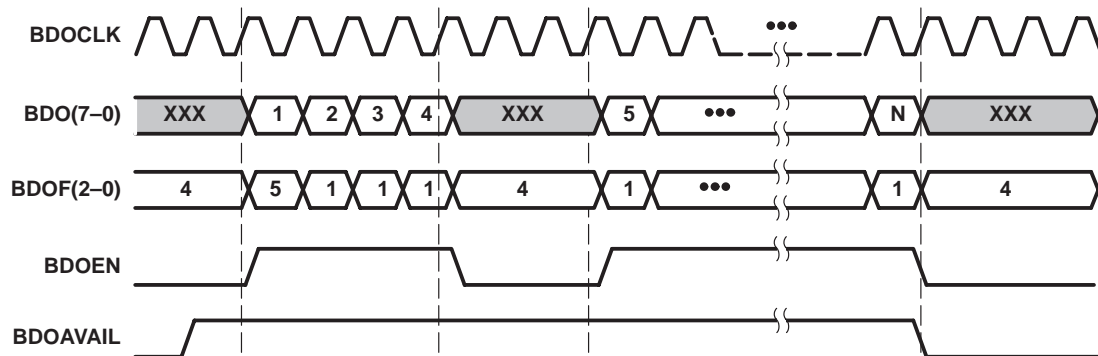 BDOCLK •••
BDO(7–0) XXX 1 2 3 4 XXX 5 ••• N XXX
BDOF(2–0) 4 5 1 1 1 4 1 ••• 1 4
BDOEN
BDOAVAIL